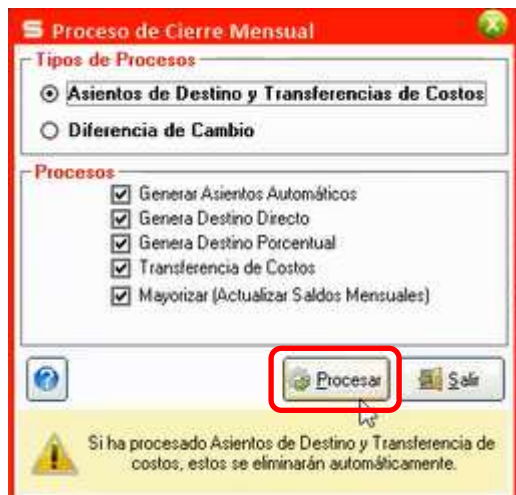 Proceso de Cierre Mensual
Tipos de Procesos
Asientos de Destino y Transferencias de Costos
Diferencia de Cambio
Procesos
Generar Asientos Automáticos
Genera Destino Directo
Genera Destino Porcentual
Transferencia de Costos
Mayorizar (Actualizar Saldos Mensuales)
Procesar Salir
Si ha procesado Asientos de Destino y Transferencia de
costos, estos se eliminarán automáticamente.